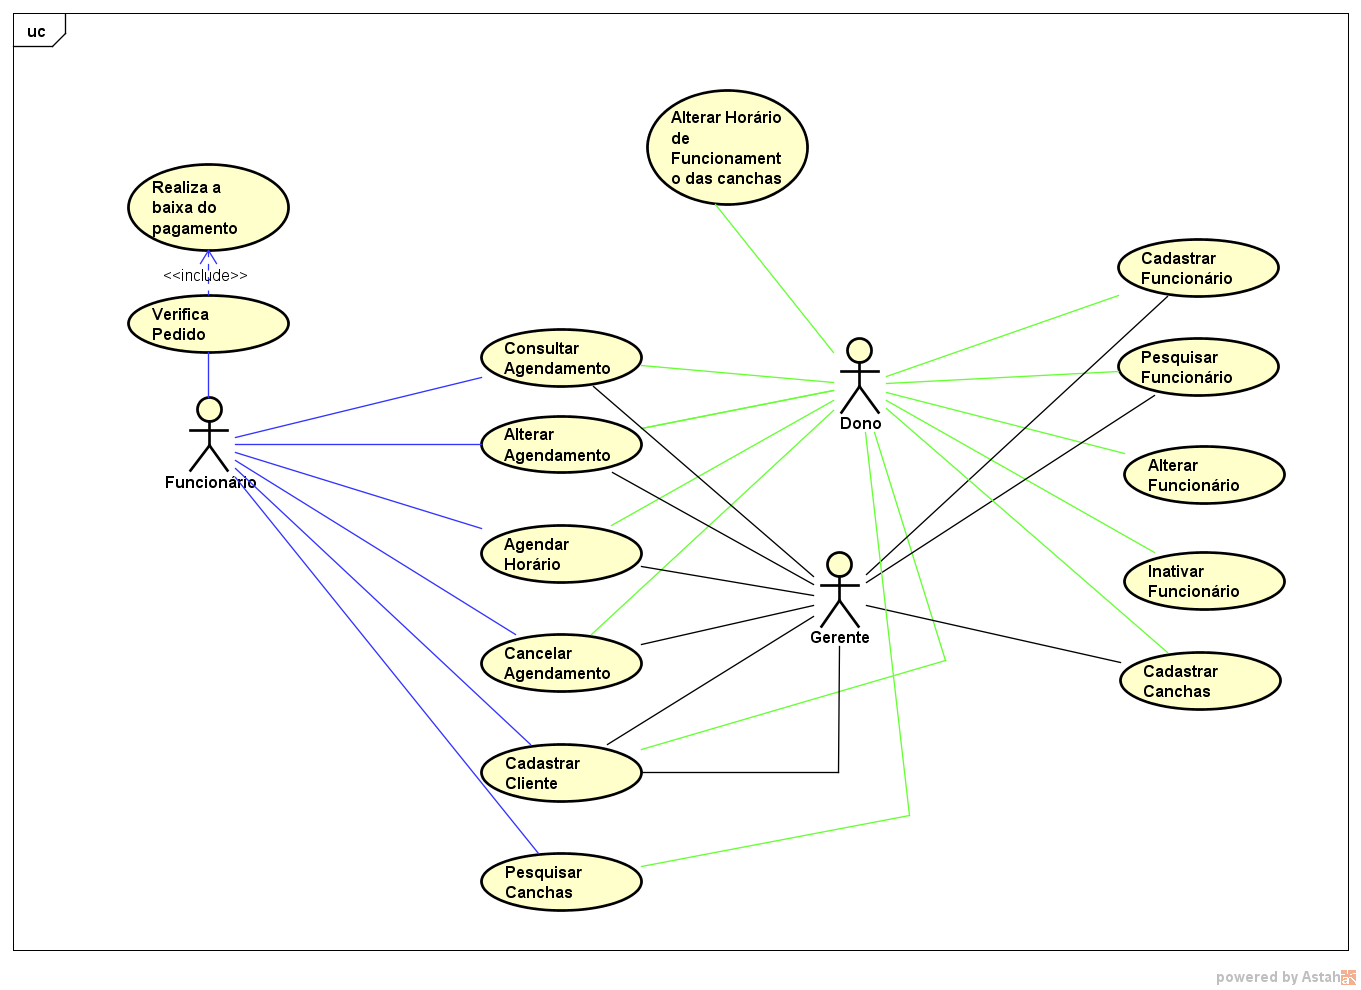 uc
Alterar Horário
de
Funcionament
o das canchas
Realiza a
baixa do
pagamento
<<include>>
Verifica
Pedido
Funcionário
Consultar
Agendamento
Alterar
Agendamento
Agendar
Horário
Cancelar
Agendamento
Cadastrar
Cliente
Pesquisar
Canchas
Dono
Gerente
Cadastrar
Funcionário
Pesquisar
Funcionário
Alterar
Funcionário
Inativar
Funcionário
Cadastrar
Canchas
powered by Astah